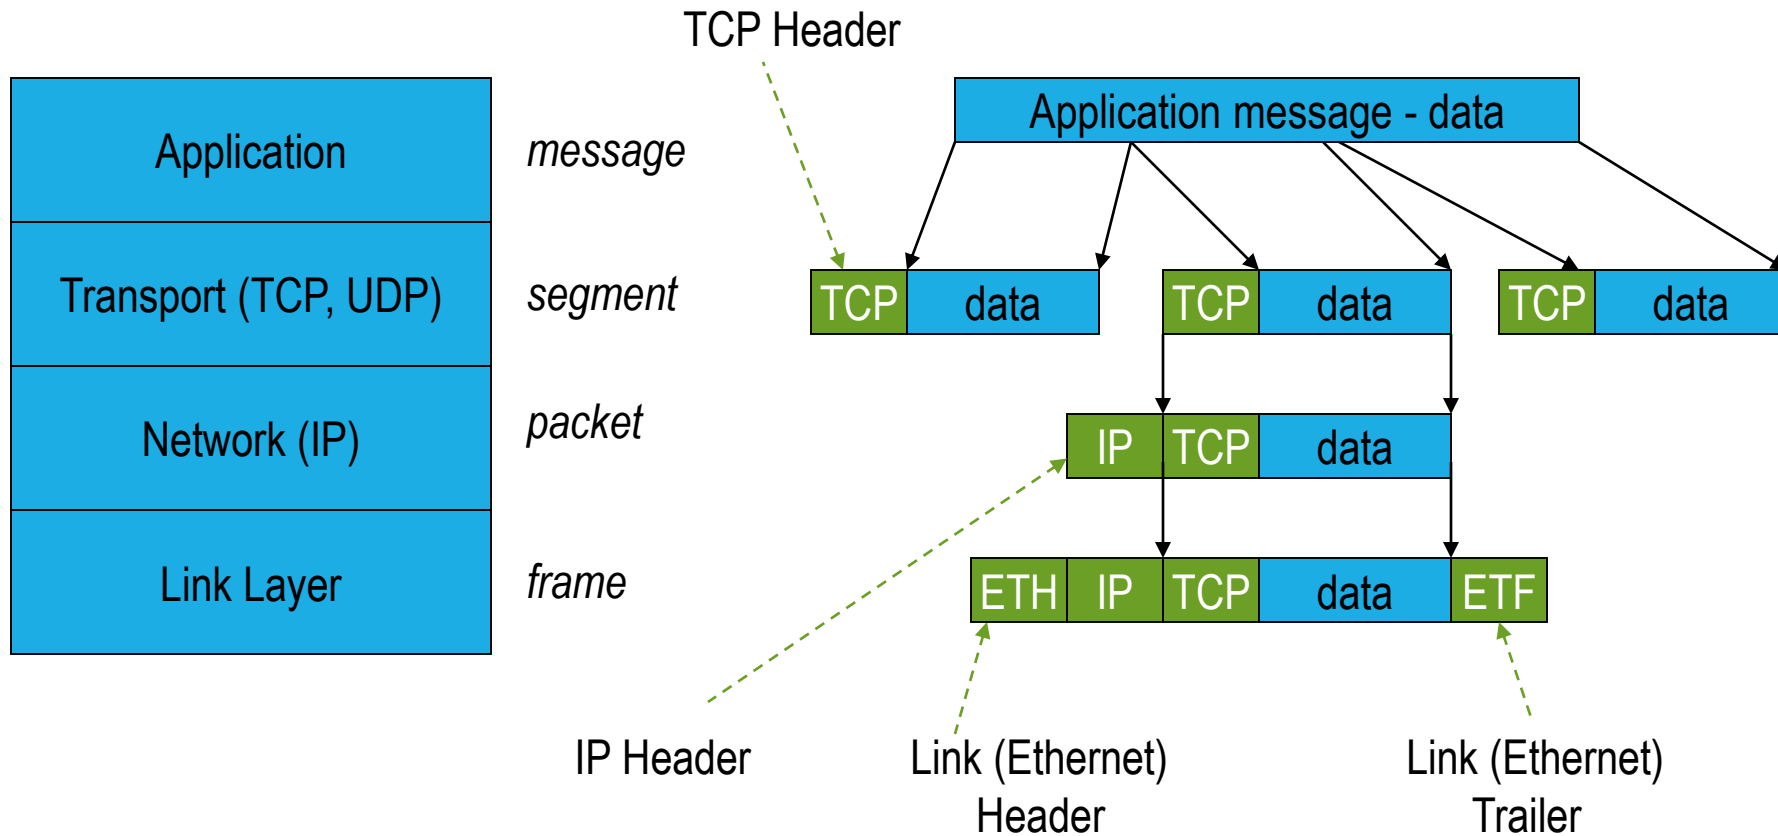 TCP Header
Application
message
Application message - data
Transport (TCP, UDP)
segment
TCP data
TCP data
TCP data
Network (IP)
packet
IP TCP data
Link Layer
frame
ETH IP TCP data ETF
IP Header
Link (Ethernet)
Header
Link (Ethernet)
Trailer